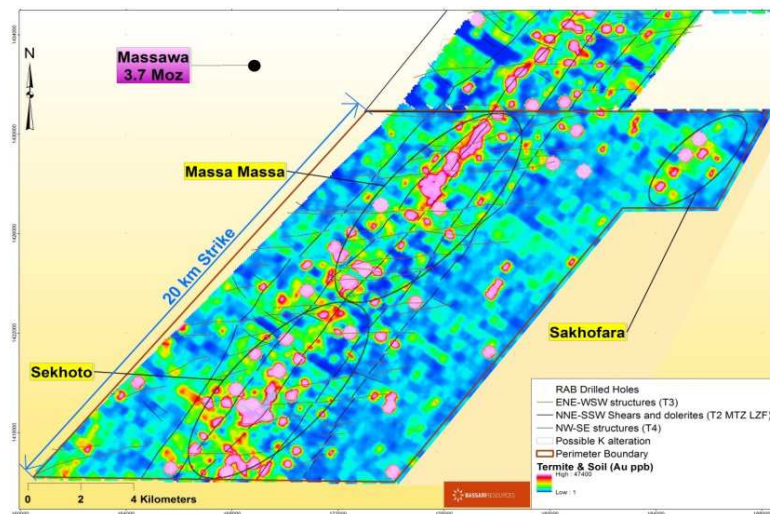 N
Massawa
3.7 Moz
Massa Massa
20 km Strike
Sekhoto
Sakhofara
0 2 4 Kilometers
BASSARI RESOURCES
RAB Drilled Holes
ENE-WSW structures (T3)
NNE-SSW Shears and dolerites (T2 MTZ LZF)
NW-SE structures (T4)
Possible K alteration
Perimeter Boundary
Termite & Soil (Au ppb)
High : 47400
Low : 1